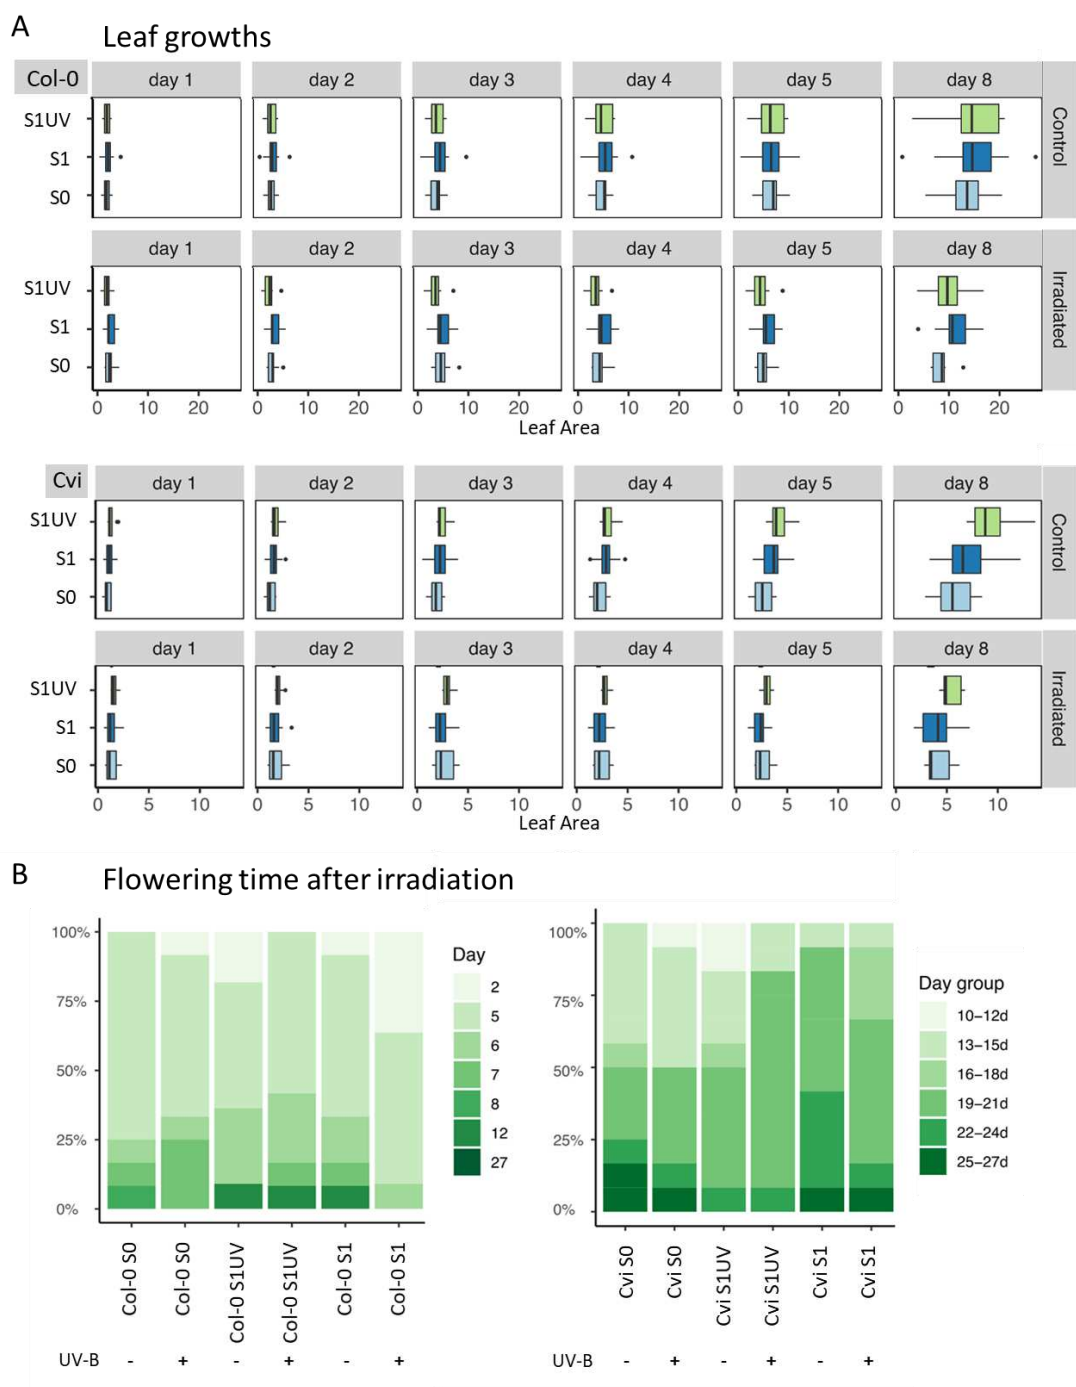 A
Leaf growths
Col-0
day 1 day 2 day 3 day 4 day 5 day 8
S1UV
S1
S0
Control
day 1 day 2 day 3 day 4 day 5 day 8
S1UV
S1
S0
Irradiated
0 10 20 0 10 20 0 10 20 0 10 20 0 10 20 0 10 20
Leaf Area
Cvi
day 1 day 2 day 3 day 4 day 5 day 8
S1UV
S1
S0
Control
day 1 day 2 day 3 day 4 day 5 day 8
S1UV
S1
S0
Irradiated
0 5 10 0 5 10 0 5 10 0 5 10 0 5 10 0 5 10
Leaf Area
B
Flowering time after irradiation
100%
75%
50%
25%
0%
Day
2
5
6
7
8
12
27
Col-0 S0
Col-0 S0
Col-0 S1UV
Col-0 S1UV
Col-0 S1
Col-0 S1
UV-B - + - + - +
100%
75%
50%
25%
0%
Day group
10–12d
13–15d
16–18d
19–21d
22–24d
25–27d
Cvi S0
Cvi S0
Cvi S1UV
Cvi S1UV
Cvi S1
Cvi S1
UV-B - + - + - +